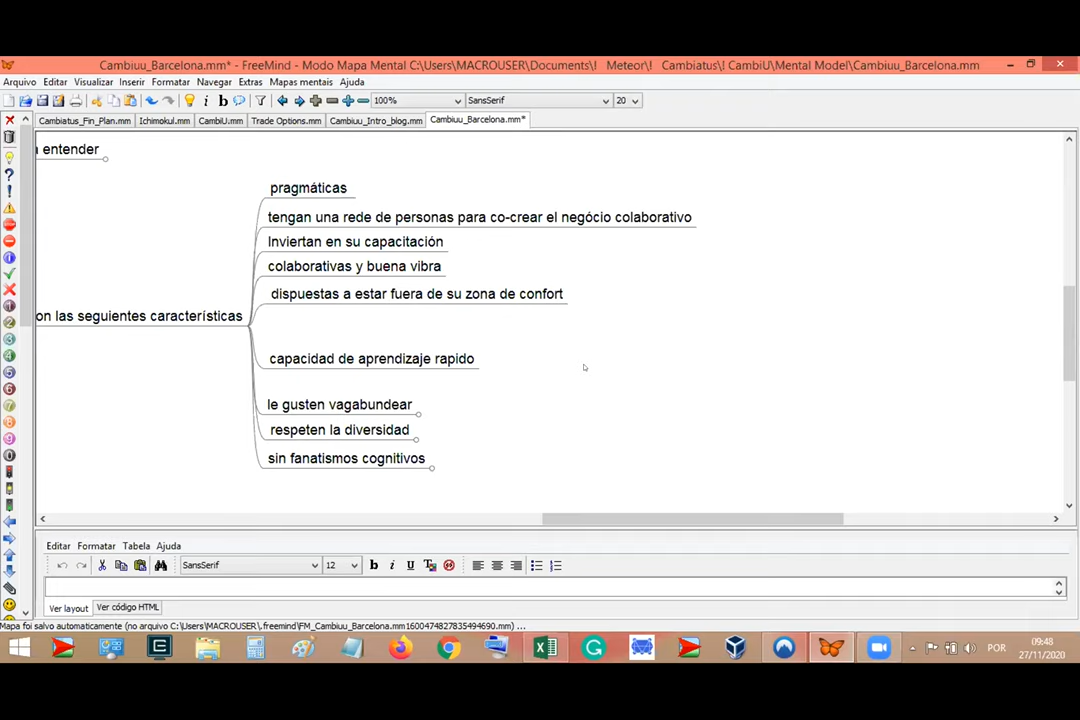 Cambiuu_Barcelona.mm* - FreeMind - Modo Mapa Mental C:\Users\MACROUSER\Documents\! Meteor\! Cambiatus\! CambiU\Mental Model\Cambiuu_Barcelona.mm
Arquivo Editar Visualizar Inserir Formatar Navegar Extras Mapas mentais Ajuda
100% SansSerif 20
Cambiatus_Fin_Plan.mm Ichimokul.mm CambiU.mm Trade Options.mm Cambiuu_Intro_blog.mm Cambiuu_Barcelona.mm*
entender
pragmáticas
tengan una rede de personas para co-crear el negócio colaborativo
Inviertan en su capacitación
colaborativas y buena vibra
dispuestas a estar fuera de su zona de confort
on las seguientes características
capacidad de aprendizaje rapido
le gusten vagabundear
respeten la diversidad
sin fanatismos cognitivos
Editar Formatar Tabela Ajuda
SansSerif 12
Ver layout Ver código HTML
Mapa foi salvo automaticamente (no arquivo C:\Users\MACROUSER\.freemind\FM_Cambiuu_Barcelona.mm1600474827835494690.mm) ...
POR
09:48
27/11/2020